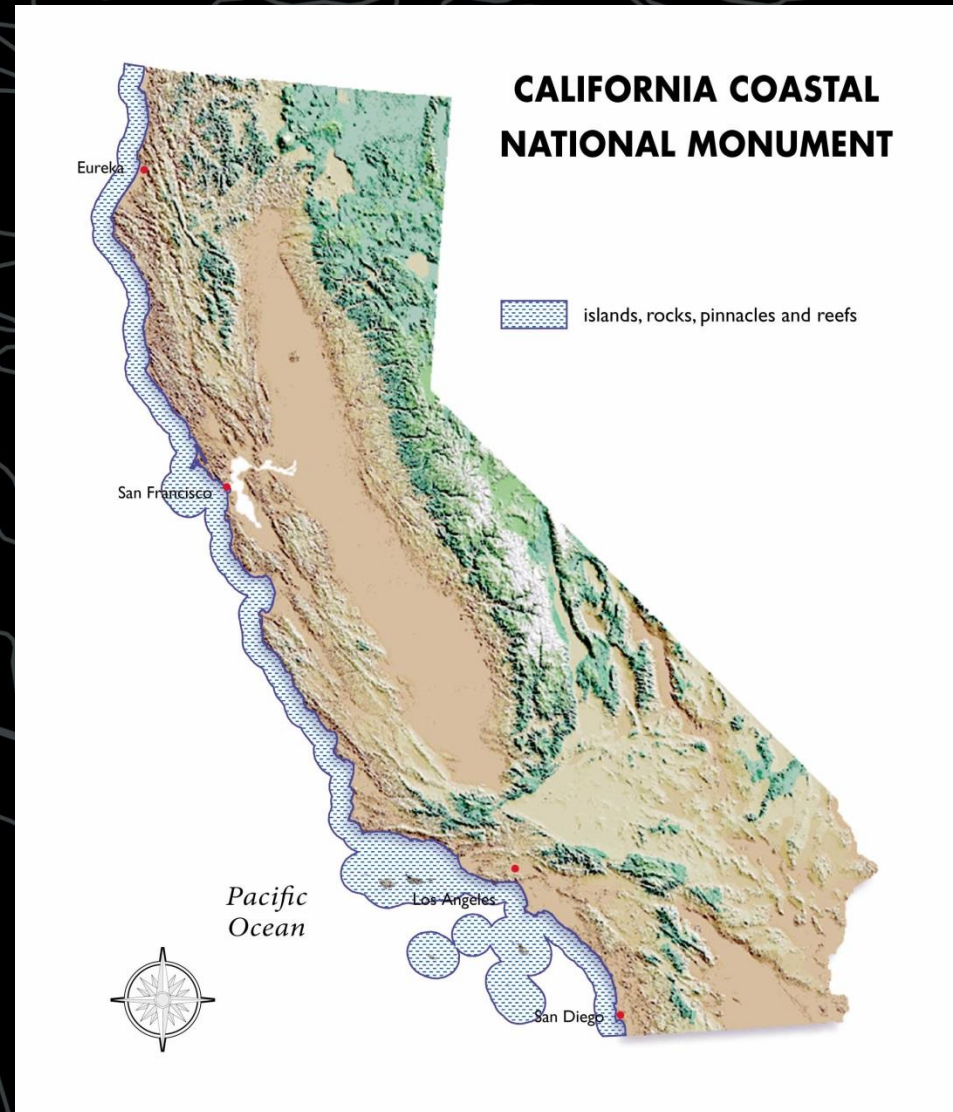 CALIFORNIA COASTAL
NATIONAL MONUMENT
Eureka
islands, rocks, pinnacles and reefs
San Francisco
Pacific
Ocean
Los Angeles
San Diego